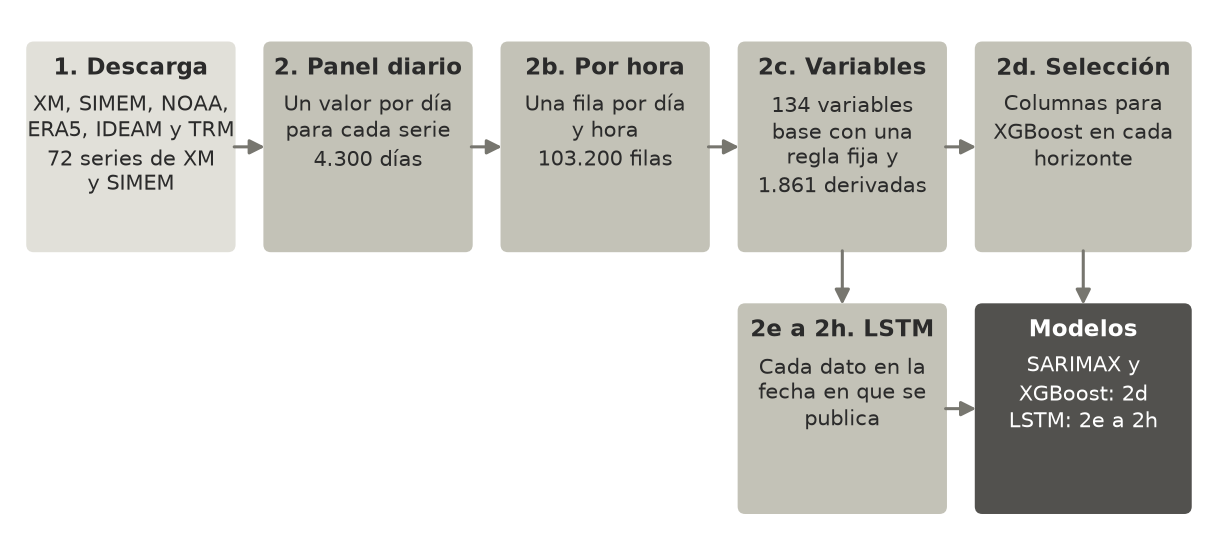 1. Descarga
XM, SIMEM, NOAA,
ERA5, IDEAM y TRM
72 series de XM
y SIMEM
2. Panel diario
Un valor por día
para cada serie
4.300 días
2b. Por hora
Una fila por día
y hora
103.200 filas
2c. Variables
134 variables
base con una
regla fija y
1.861 derivadas
2d. Selección
Columnas para
XGBoost en cada
horizonte
2e a 2h. LSTM
Cada dato en la
fecha en que se
publica
Modelos
SARIMAX y
XGBoost: 2d
LSTM: 2e a 2h